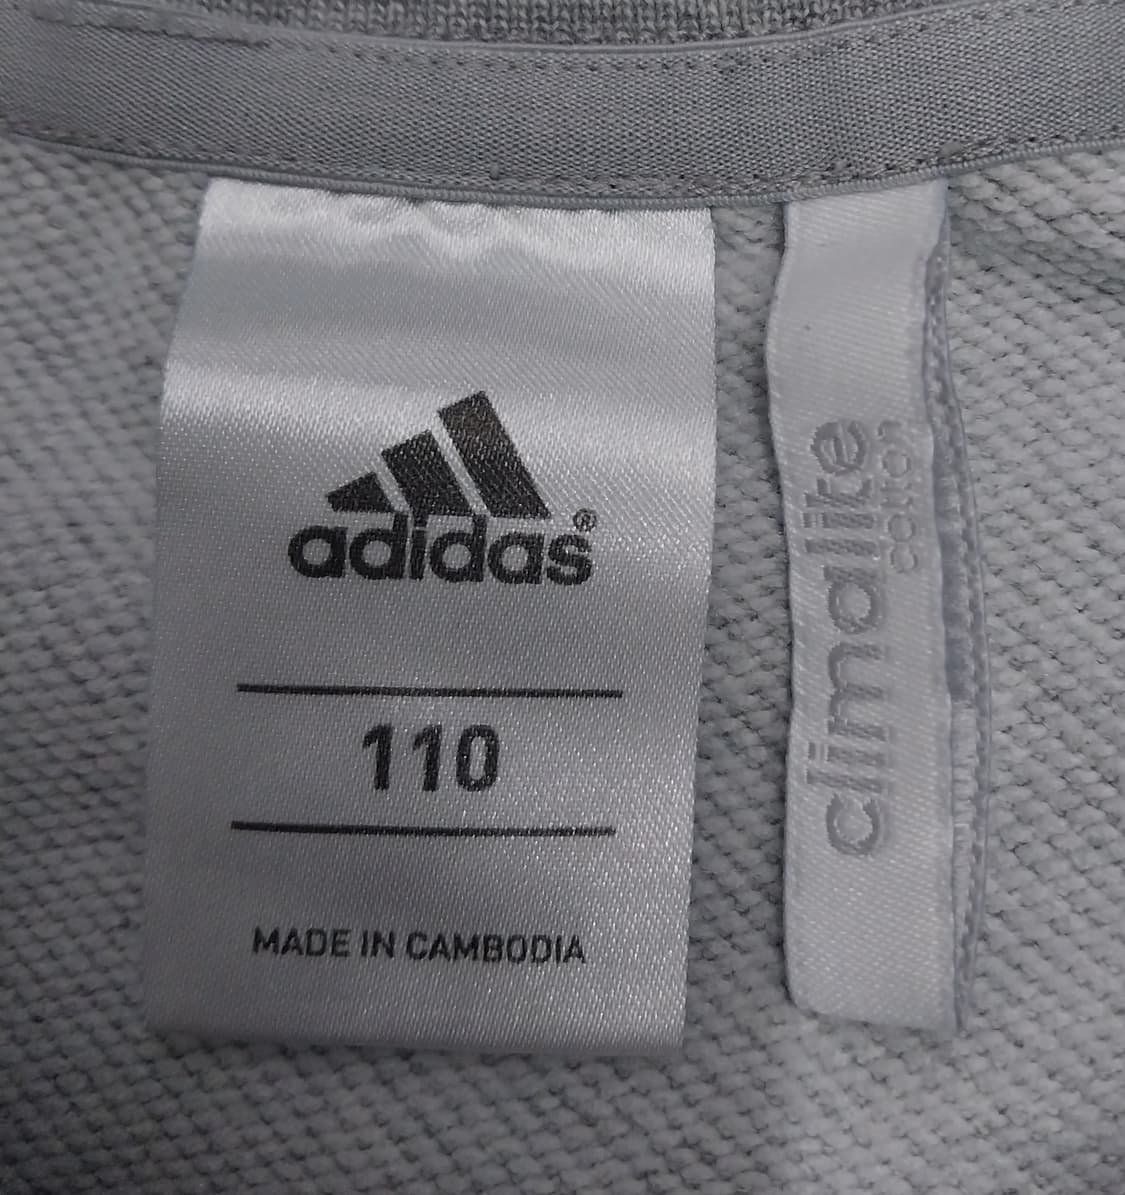 adidas®
110
MADE IN CAMBODIA
climalite
cotton